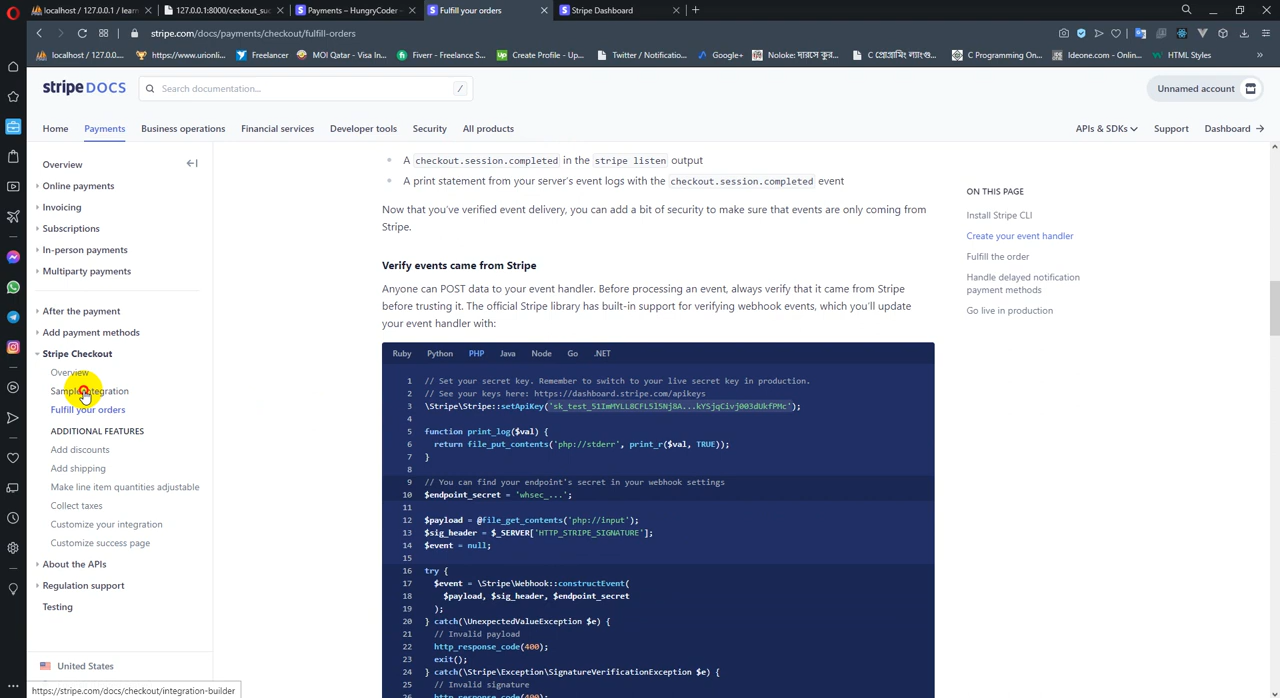 localhost / 127.0.0.1 / learn
127.0.0.1:8000/ceckout_suc
Payments – HungryCoder -
Fulfill your orders
Stripe Dashboard
stripe.com/docs/payments/checkout/fulfill-orders
localhost / 127.0.0...
https://www.urionli...
Freelancer
MOI Qatar - Visa In...
Fiverr - Freelance S...
Create Profile - Up...
Twitter / Notificatio...
Google+
C Programming On...
Ideone.com - Onlin...
HTML Styles
stripe DOCS
Search documentation...
/
Unnamed account
Home
Payments
Business operations
Financial services
Developer tools
Security
All products
APIs & SDKs
Support
Dashboard
Overview
Online payments
Invoicing
Subscriptions
In-person payments
Multiparty payments
After the payment
Add payment methods
Stripe Checkout
Overview
Sample integration
Fulfill your orders
ADDITIONAL FEATURES
Add discounts
Add shipping
Make line item quantities adjustable
Collect taxes
Customize your integration
Customize success page
About the APIs
Regulation support
Testing
United States
https://stripe.com/docs/checkout/integration-builder
A checkout.session.completed in the stripe listen output
A print statement from your server's event logs with the checkout.session.completed event
Now that you've verified event delivery, you can add a bit of security to make sure that events are only coming from
Stripe.
Verify events came from Stripe
Anyone can POST data to your event handler. Before processing an event, always verify that it came from Stripe
before trusting it. The official Stripe library has built-in support for verifying webhook events, which you'll update
your event handler with:
Ruby Python PHP Java Node Go .NET
1 // Set your secret key. Remember to switch to your live secret key in production.
2 // See your keys here: https://dashboard.stripe.com/apikeys
3 \Stripe\Stripe::setApiKey('sk_test_51ImMYLL8CFL5l5Nj8A...kYSjqCivj003dUkfPMc');
4
5 function print_log($val) {
6 return file_put_contents('php://stderr', print_r($val, TRUE));
7 }
8
9 // You can find your endpoint's secret in your webhook settings
10 $endpoint_secret = 'whsec_...';
11
12 $payload = @file_get_contents('php://input');
13 $sig_header = $_SERVER['HTTP_STRIPE_SIGNATURE'];
14 $event = null;
15
16 try {
17 $event = \Stripe\Webhook::constructEvent(
18 $payload, $sig_header, $endpoint_secret
19 );
20 } catch(\UnexpectedValueException $e) {
21 // Invalid payload
22 http_response_code(400);
23 exit();
24 } catch(\Stripe\Exception\SignatureVerificationException $e) {
25 // Invalid signature
26 http_response_code(400);
ON THIS PAGE
Install Stripe CLI
Create your event handler
Fulfill the order
Handle delayed notification
payment methods
Go live in production